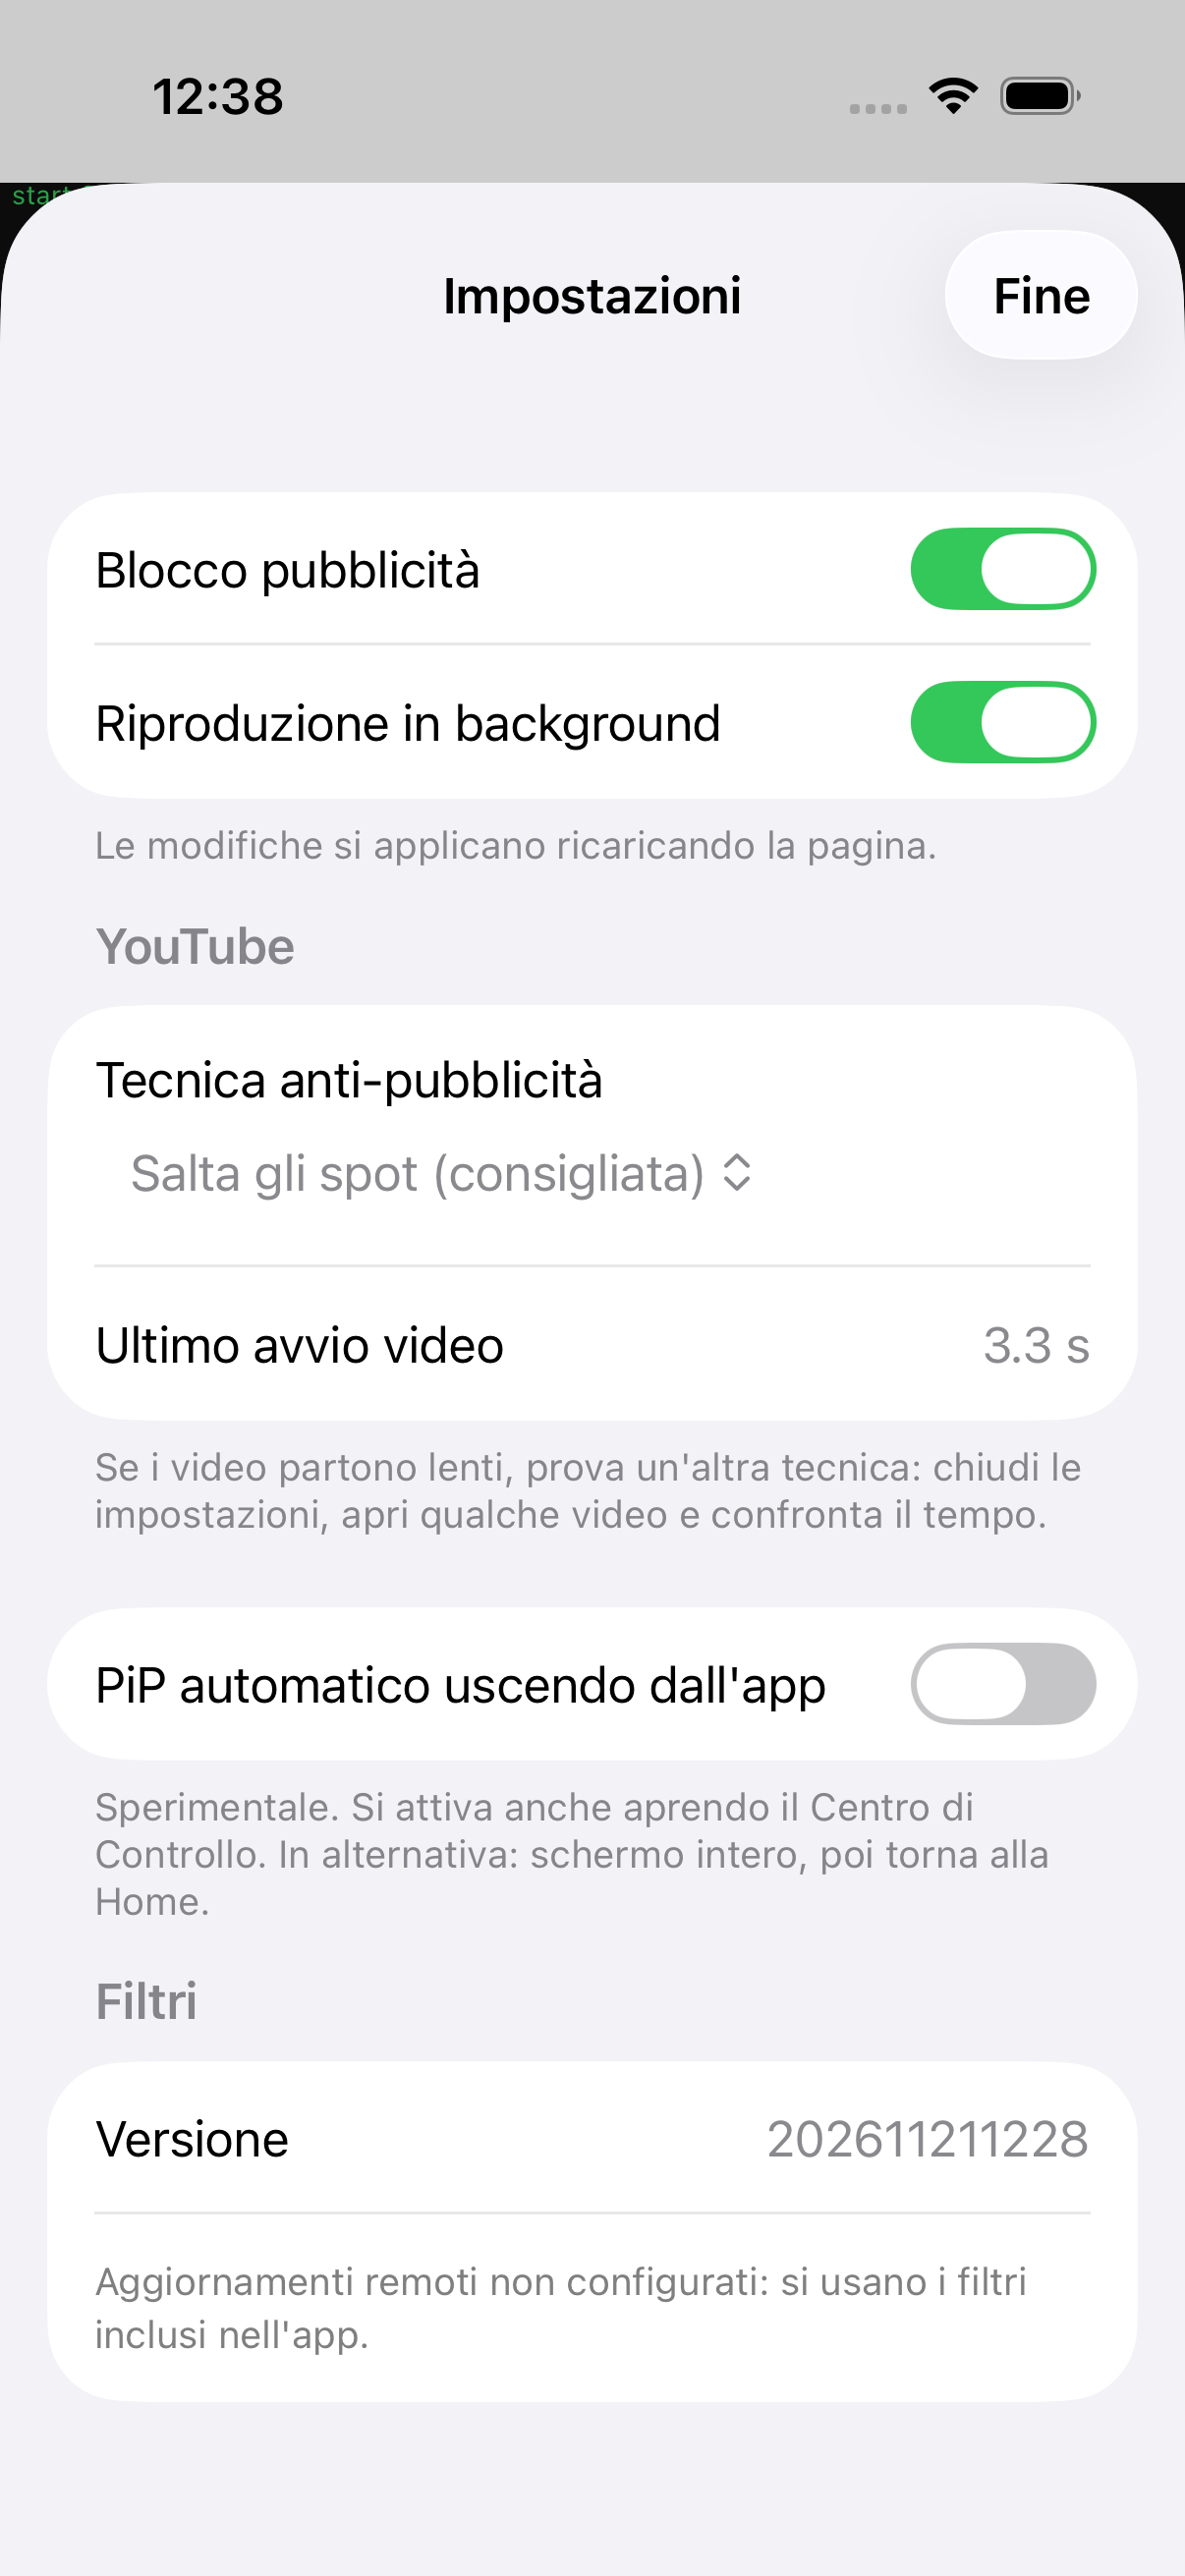 12:38
start
Impostazioni
Fine
Blocco pubblicità
Riproduzione in background
Le modifiche si applicano ricaricando la pagina.
YouTube
Tecnica anti-pubblicità
Salta gli spot (consigliata)
Ultimo avvio video
3.3 s
Se i video partono lenti, prova un'altra tecnica: chiudi le
impostazioni, apri qualche video e confronta il tempo.
PiP automatico uscendo dall'app
Sperimentale. Si attiva anche aprendo il Centro di
Controllo. In alternativa: schermo intero, poi torna alla
Home.
Filtri
Versione
202611211228
Aggiornamenti remoti non configurati: si usano i filtri
inclusi nell'app.